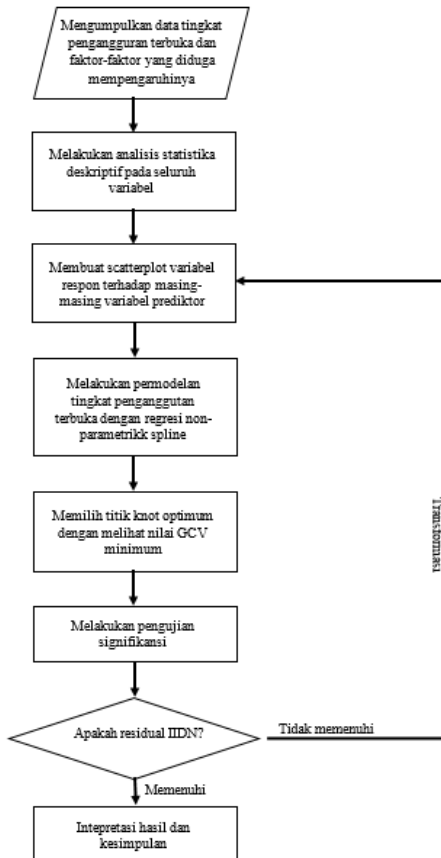 Mengumpulkan data tingkat
pengangguran terbuka dan
faktor-faktor yang diduga
mempengaruhinya
Melakukan analisis statistika
deskriptif pada seluruh
variabel
Membuat scatterplot variabel
respon terhadap masing-
masing variabel prediktor
Melakukan permodelan
tingkat penganggutan
terbuka dengan regresi non-
parametrikk spline
Memilih titik knot optimum
dengan melihat nilai GCV
minimum
Transformasi
Melakukan pengujian
signifikansi
Apakah residual IIDN?
Tidak memenuhi
Memenuhi
Intepretasi hasil dan
kesimpulan